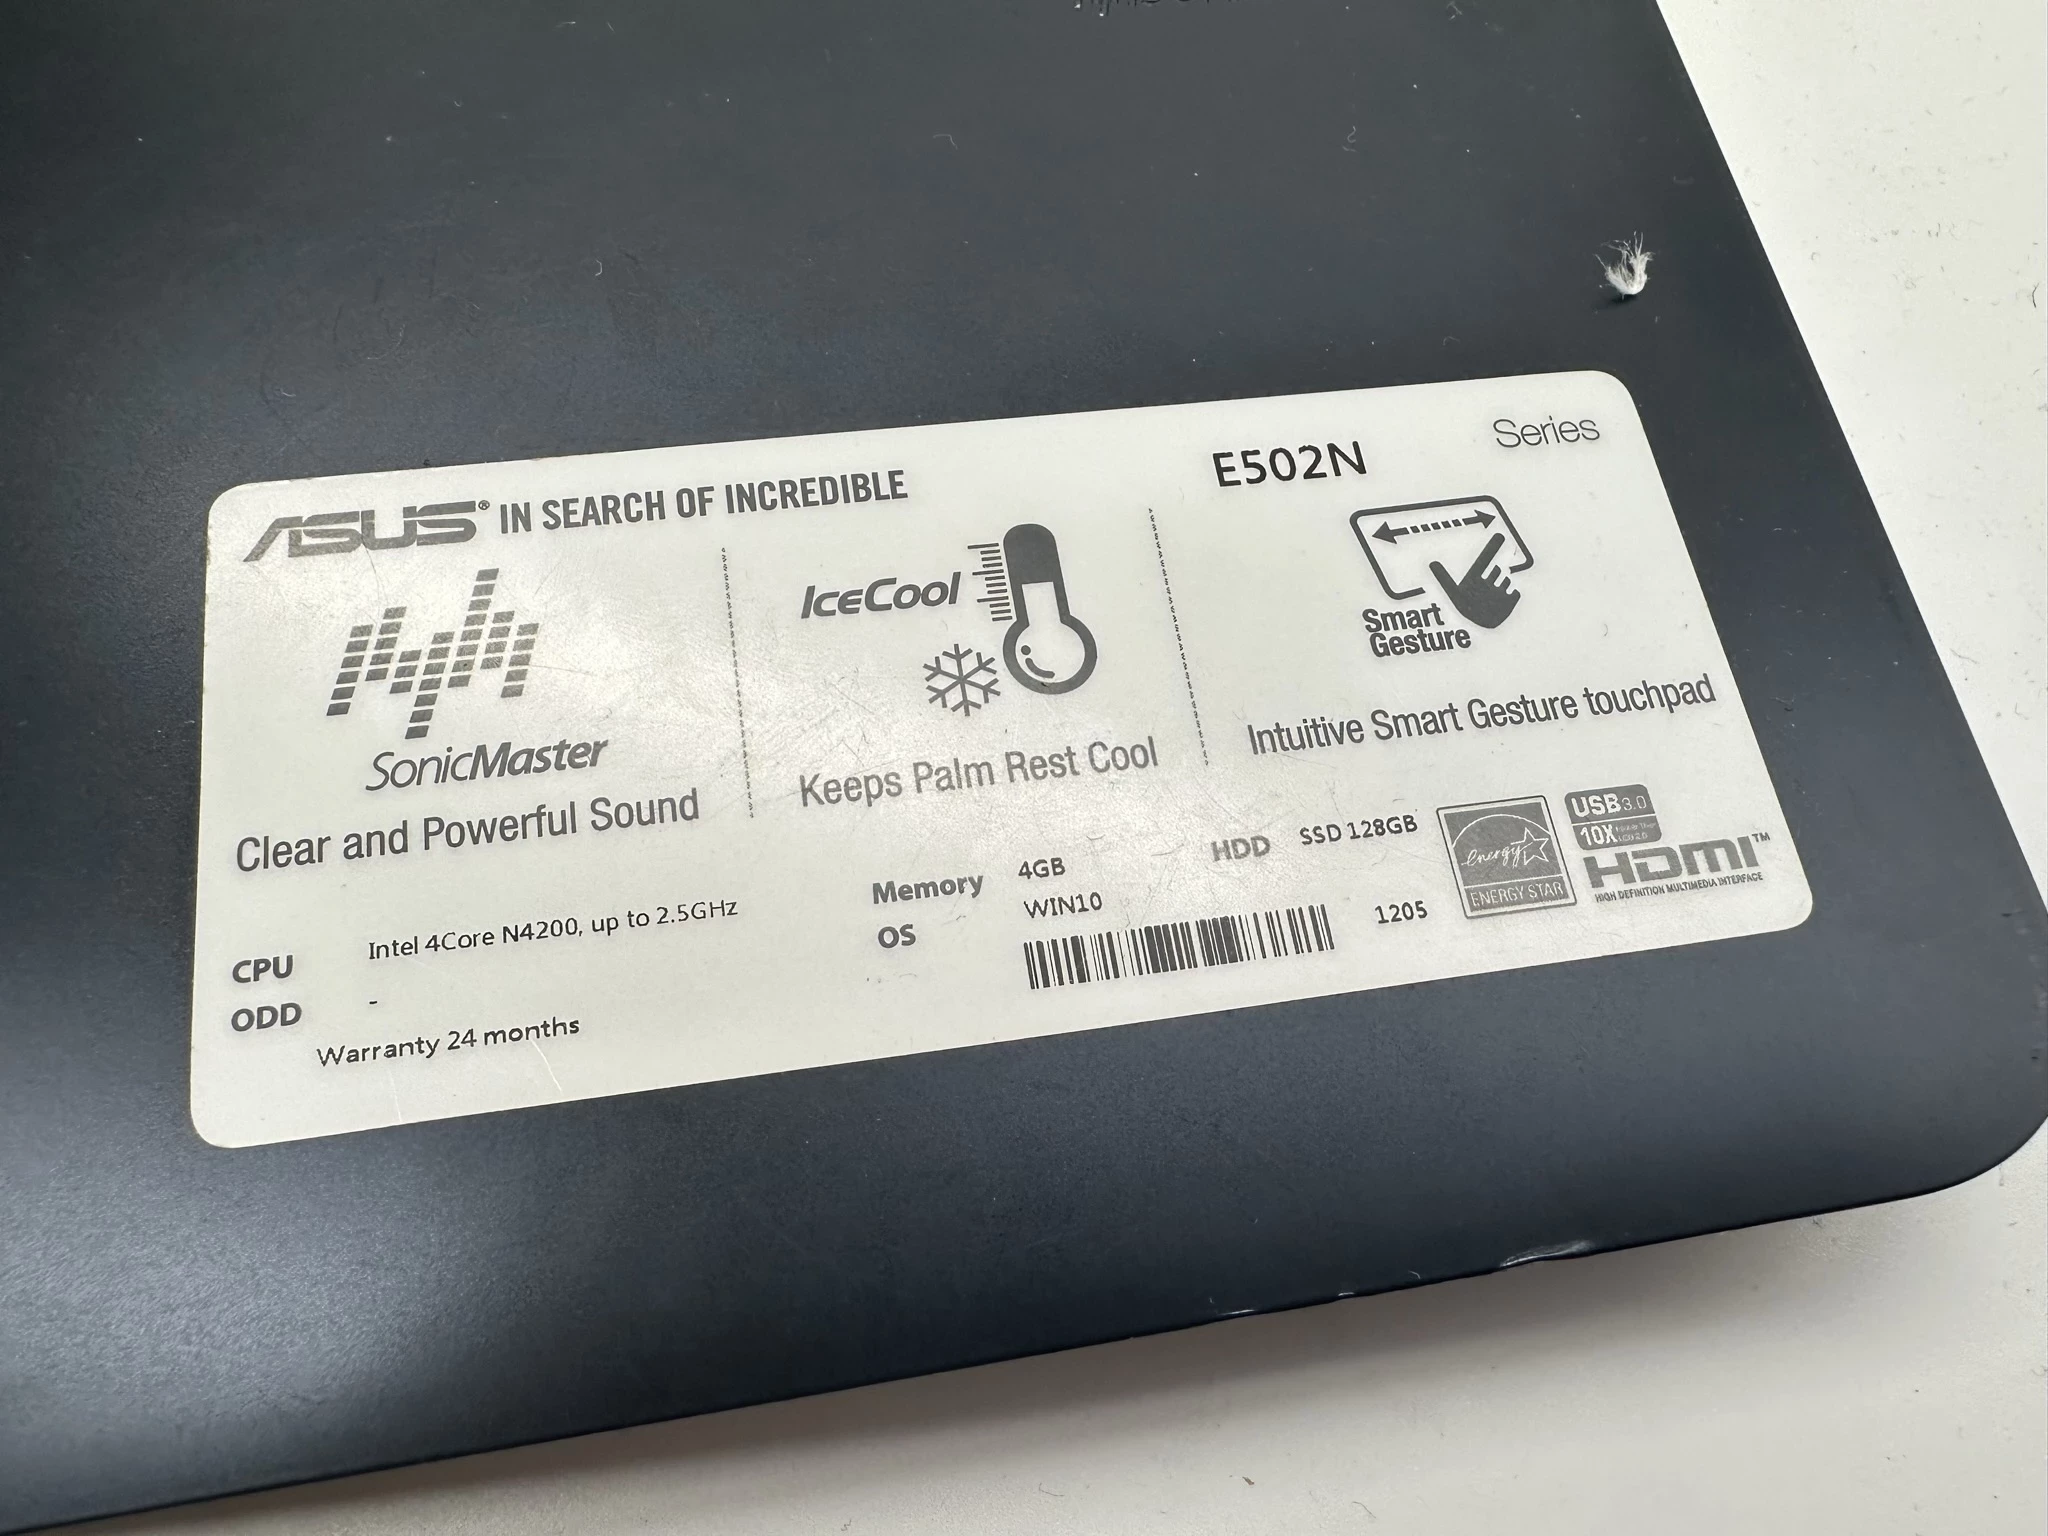 ASUS® IN SEARCH OF INCREDIBLE
E502N
Series
SonicMaster
Clear and Powerful Sound
IceCool
Keeps Palm Rest Cool
Smart
Gesture
Intuitive Smart Gesture touchpad
CPU Intel 4Core N4200, up to 2.5GHz
ODD -
Warranty 24 months
Memory 4GB
OS WIN10
HDD SSD 128GB
1205
energy
ENERGY STAR
USB 3.0
10X
HDMI™
HIGH DEFINITION MULTIMEDIA INTERFACE